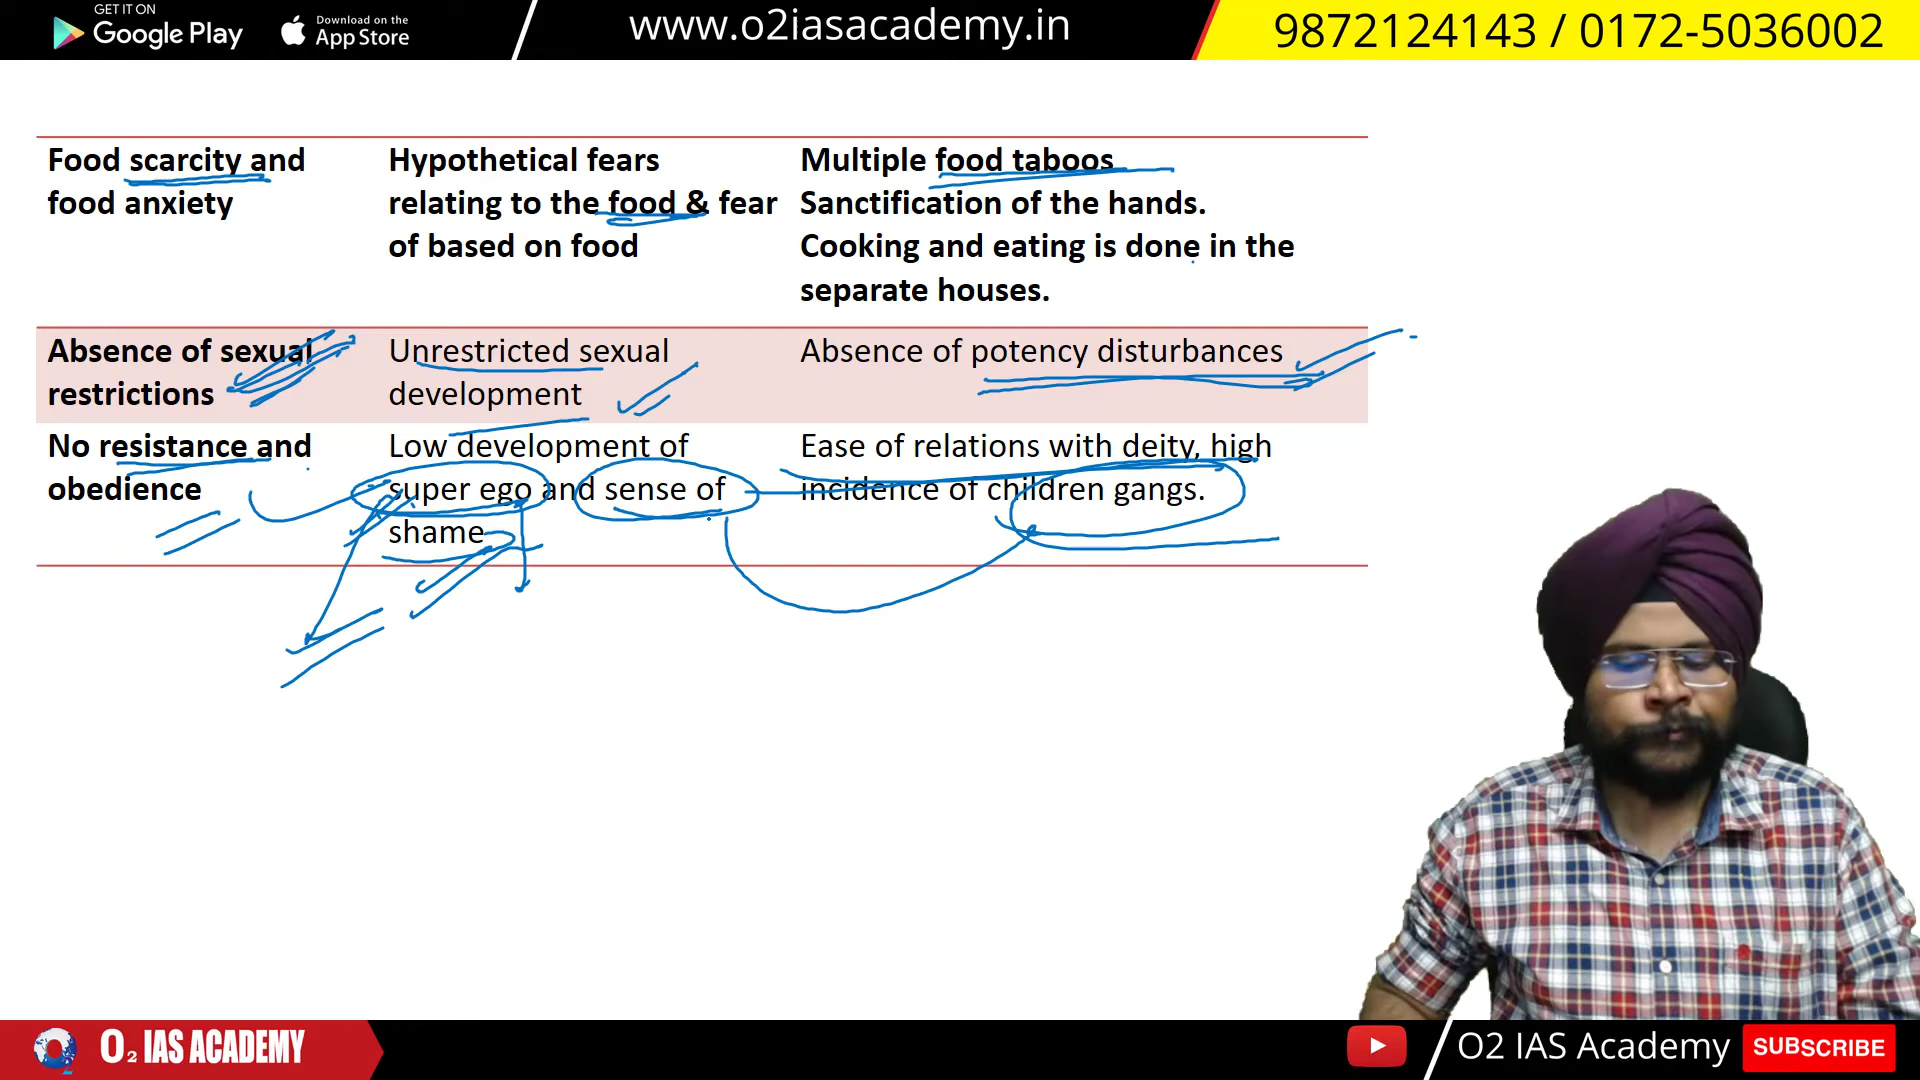 GET IT ON
Google Play
Download on the
App Store
www.o2iasacademy.in
9872124143 / 0172-5036002
Food scarcity and
food anxiety
Hypothetical fears
relating to the food & fear
of based on food
Multiple food taboos
Sanctification of the hands.
Cooking and eating is done in the
separate houses.
Absence of sexual
restrictions
Unrestricted sexual
development
Absence of potency disturbances
No resistance and
obedience
Low development of
super ego and sense of
shame
Ease of relations with deity, high
incidence of children gangs.
O2 IAS ACADEMY
O2 IAS Academy
SUBSCRIBE